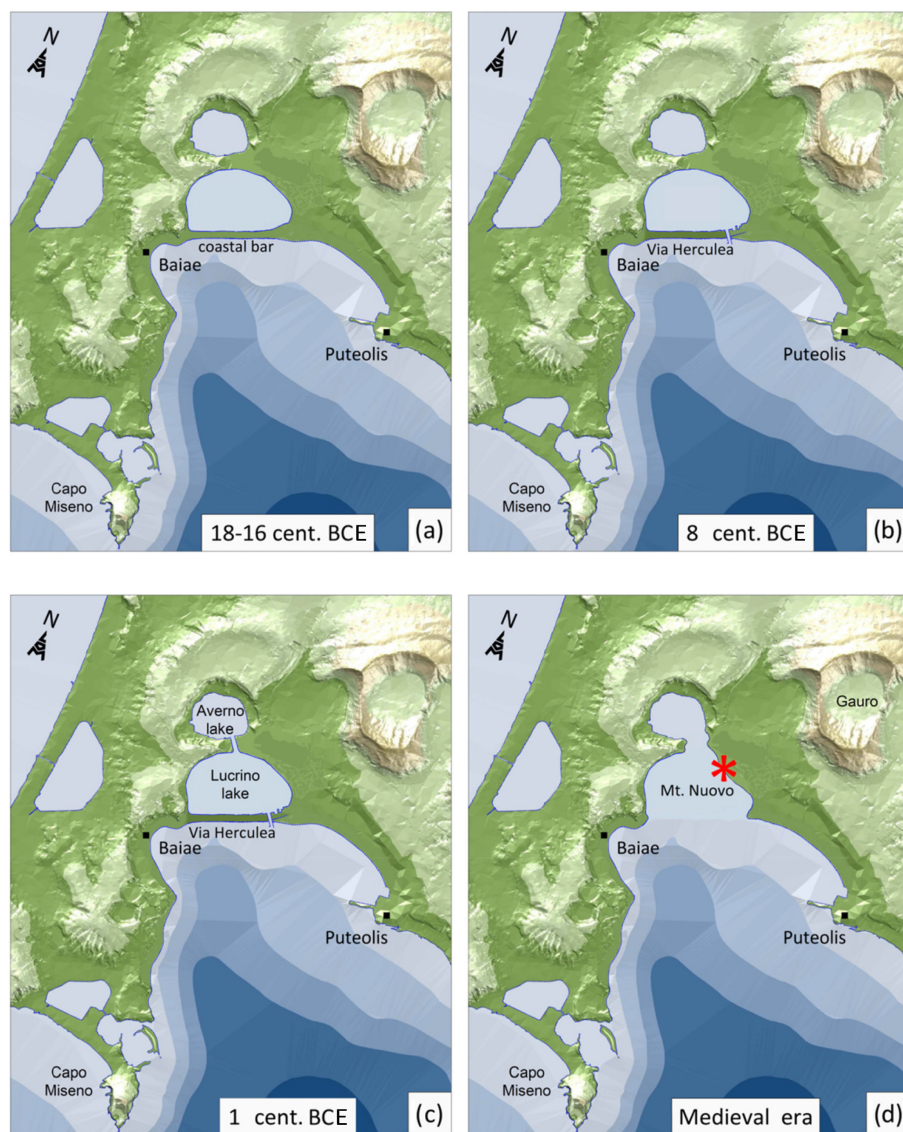 N
coastal bar
Baiae
Puteolis
Capo
Miseno
18-16 cent. BCE
(a)
N
Via Herculea
Baiae
Puteolis
Capo
Miseno
8 cent. BCE
(b)
N
Averno
lake
Lucrino
lake
Via Herculea
Baiae
Puteolis
Capo
Miseno
1 cent. BCE
(c)
N
Gauro
Mt. Nuovo
Baiae
Puteolis
Capo
Miseno
Medieval era
(d)